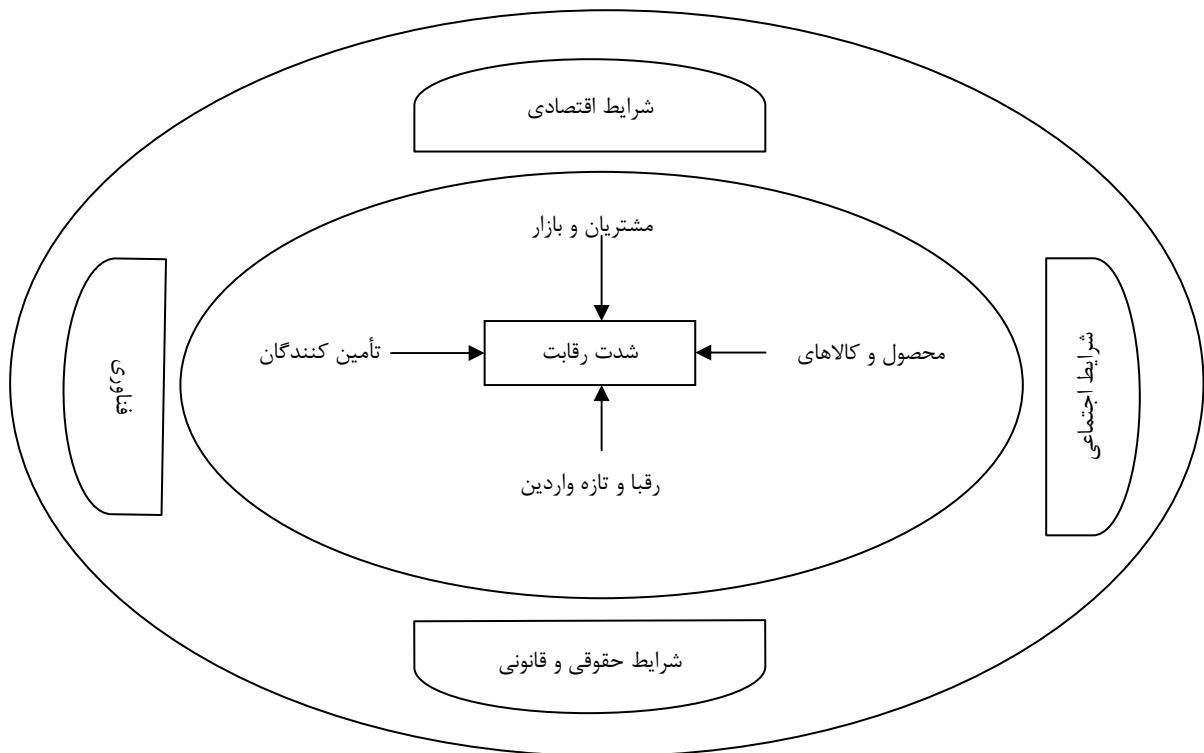 شرایط اقتصادی
مشتریان و بازار
شرایط اجتماعی
محصول و کالاهای
شدت رقابت
تأمین کنندگان
فناوری
رقبا و تازه واردین
شرایط حقوقی و قانونی